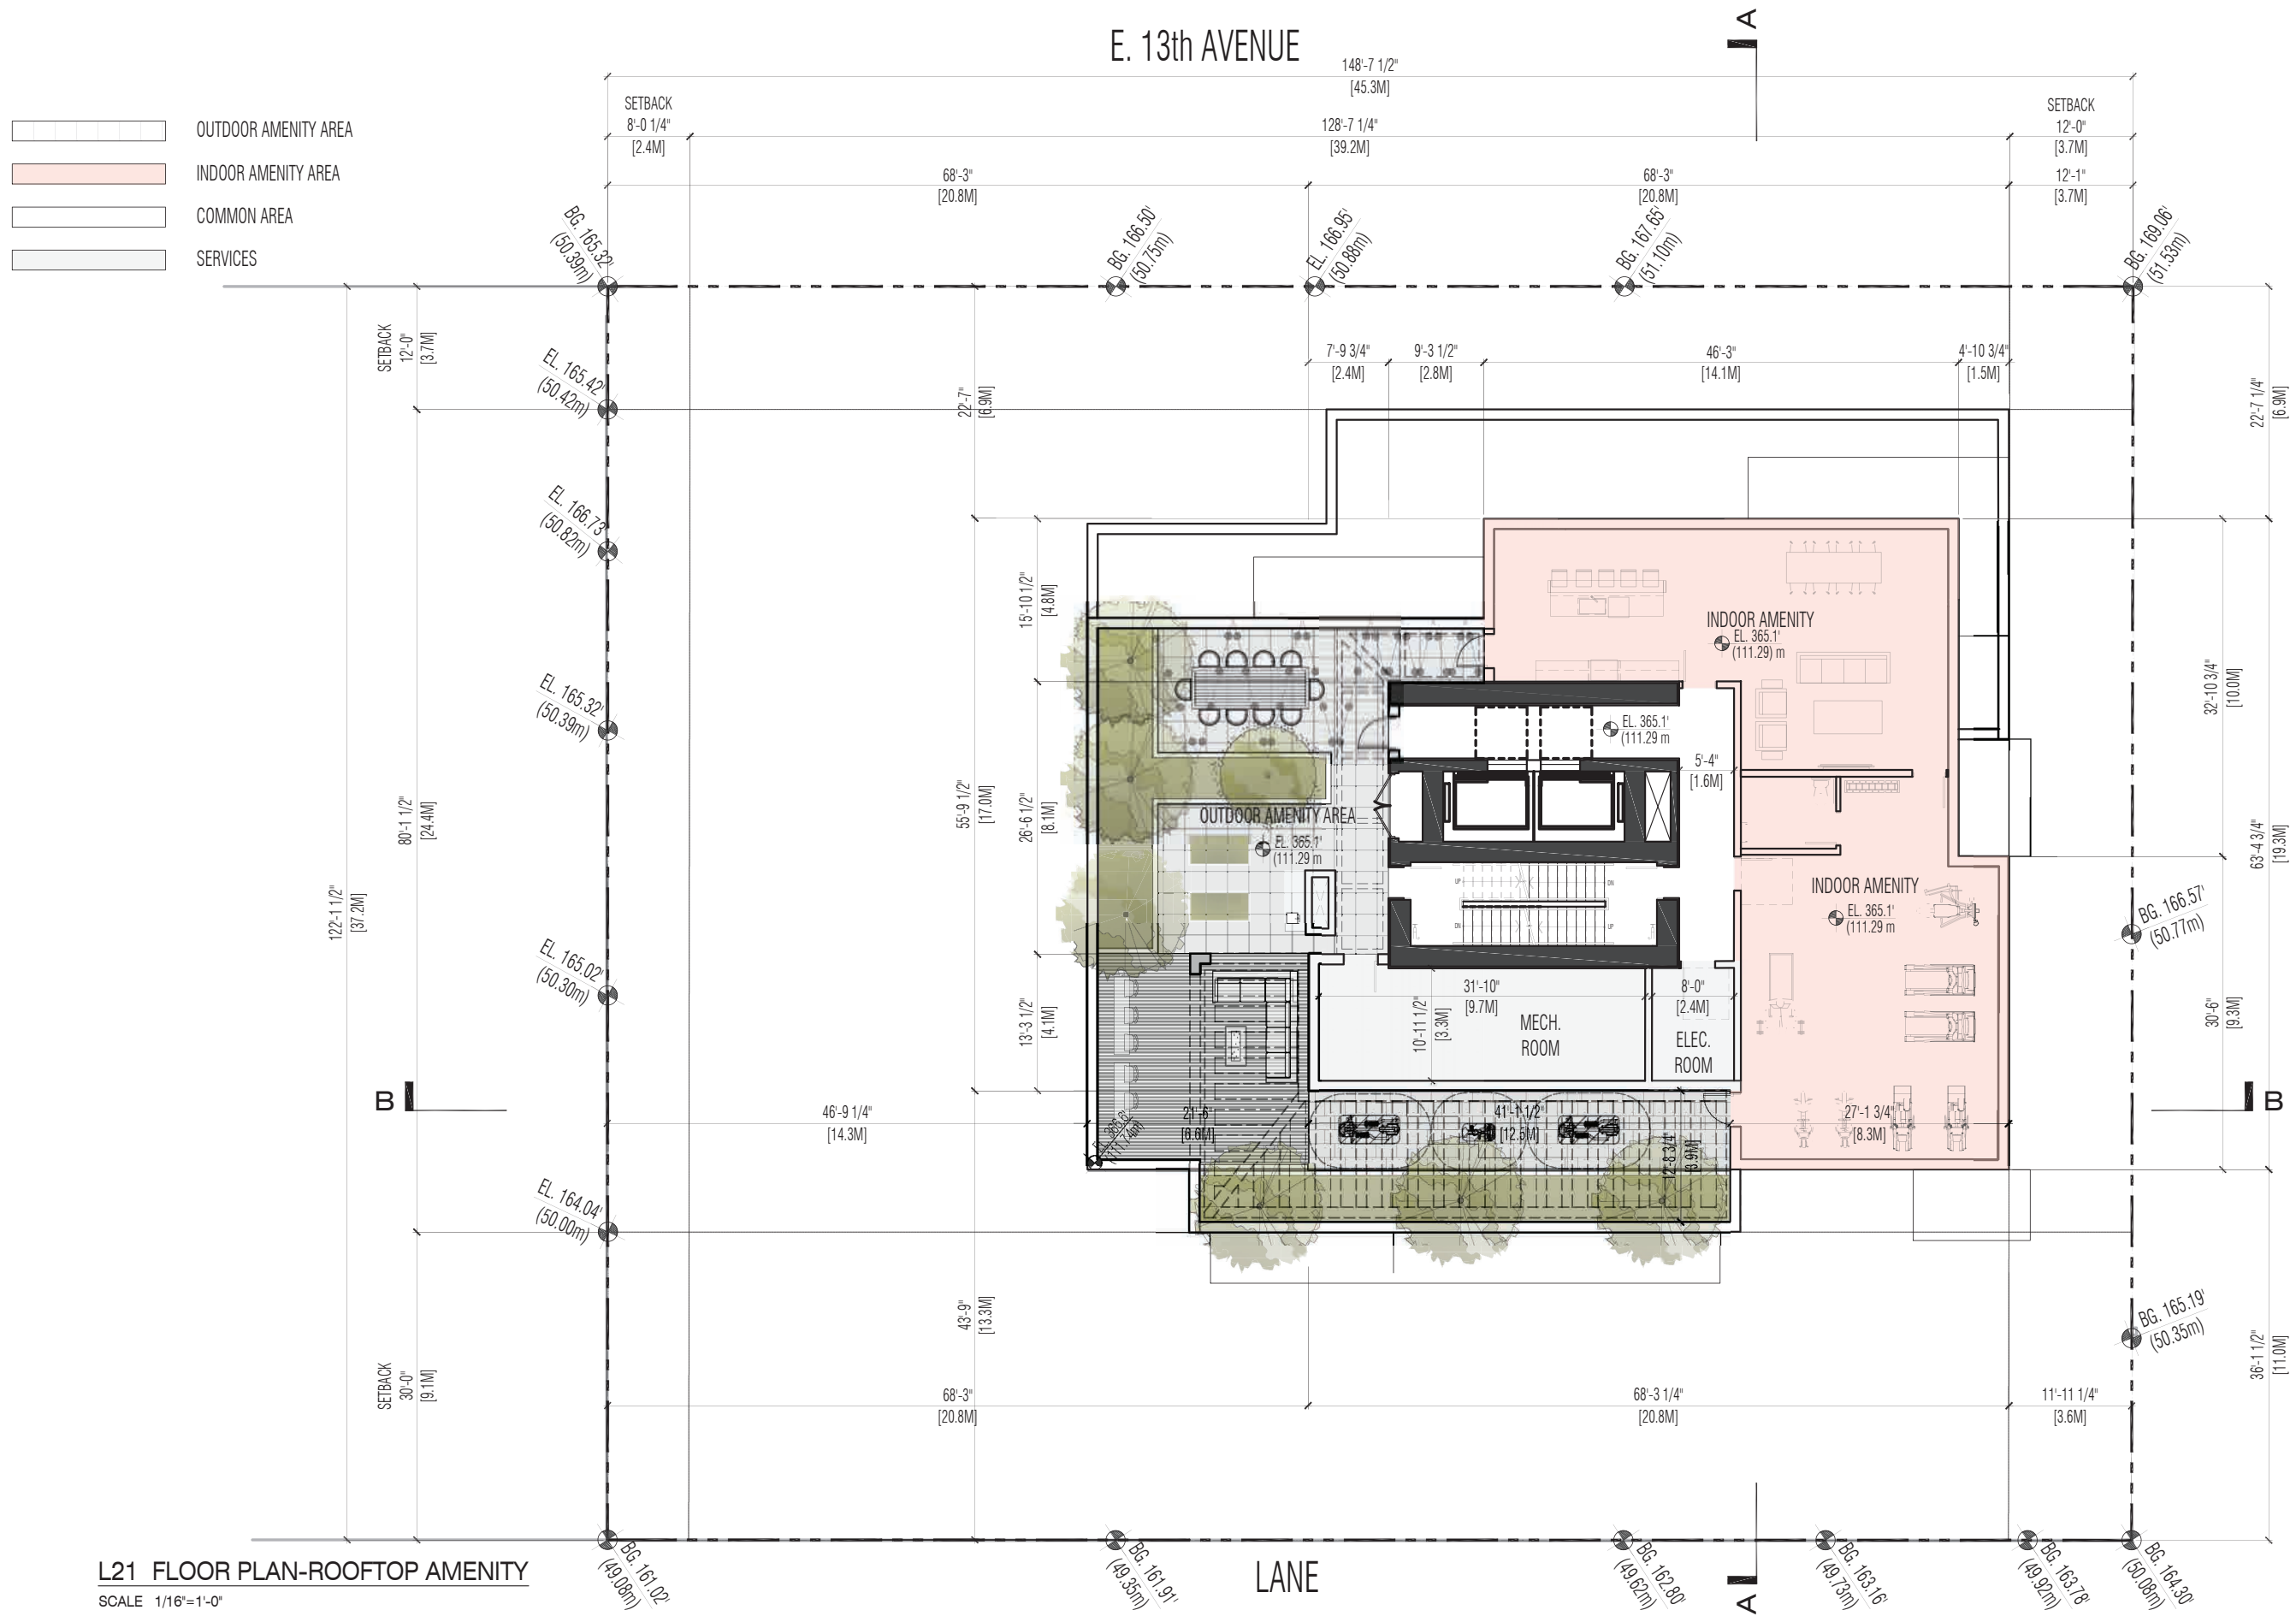 E. 13th AVENUE
A
148'-7 1/2"
[45.3M]
SETBACK
8'-0 1/4"
[2.4M]
128'-7 1/4"
[39.2M]
SETBACK
12'-0"
[3.7M]
68'-3"
[20.8M]
68'-3"
[20.8M]
12'-1"
[3.7M]
OUTDOOR AMENITY AREA
INDOOR AMENITY AREA
COMMON AREA
SERVICES
BG. 165.32'
(50.39m)
BG. 166.50'
(50.75m)
EL. 166.95'
(50.88m)
BG. 167.65'
(51.10m)
BG. 169.06'
(51.53m)
SETBACK
12'-0"
[3.7M]
EL. 165.42'
(50.42m)
22'-7"
[6.9M]
7'-9 3/4"
[2.4M]
9'-3 1/2"
[2.8M]
46'-3"
[14.1M]
4'-10 3/4"
[1.5M]
22'-7 1/4"
[6.9M]
EL. 166.73'
(50.82m)
15'-10 1/2"
[4.8M]
INDOOR AMENITY
EL. 365.1'
(111.29) m
32'-10 3/4"
[10.0M]
EL. 165.32'
(50.39m)
EL. 365.1'
(111.29 m
5'-4"
[1.6M]
122'-1 1/2"
[37.2M]
80'-1 1/2"
[24.4M]
55'-9 1/2"
[17.0M]
26'-6 1/2"
[8.1M]
OUTDOOR AMENITY AREA
EL. 365.1'
(111.29 m
63'-4 3/4"
[19.3M]
UP
DN
DN
UP
INDOOR AMENITY
EL. 365.1'
(111.29 m
BG. 166.57'
(50.77m)
EL. 165.02'
(50.30m)
13'-3 1/2"
[4.1M]
31'-10"
[9.7M]
10'-11 1/2"
[3.3M]
MECH.
ROOM
8'-0"
[2.4M]
ELEC.
ROOM
30'-6"
[9.3M]
B
B
46'-9 1/4"
[14.3M]
21'-6"
[6.6M]
41'-1 1/2"
[12.5M]
12'-8 3/4"
[3.9M]
27'-1 3/4"
[8.3M]
EL. 164.04'
(50.00m)
43'-9"
[13.3M]
BG. 165.19'
(50.35m)
SETBACK
30'-0"
[9.1M]
36'-1 1/2"
[11.0M]
68'-3"
[20.8M]
68'-3 1/4"
[20.8M]
11'-11 1/4"
[3.6M]
BG. 161.02'
(49.08m)
BG. 161.91'
(49.35m)
LANE
BG. 162.80'
(49.62m)
A
BG. 163.16'
(49.73m)
BG. 163.78'
(49.92m)
BG. 164.30'
(50.08m)
L21 FLOOR PLAN-ROOFTOP AMENITY
SCALE 1/16"=1'-0"